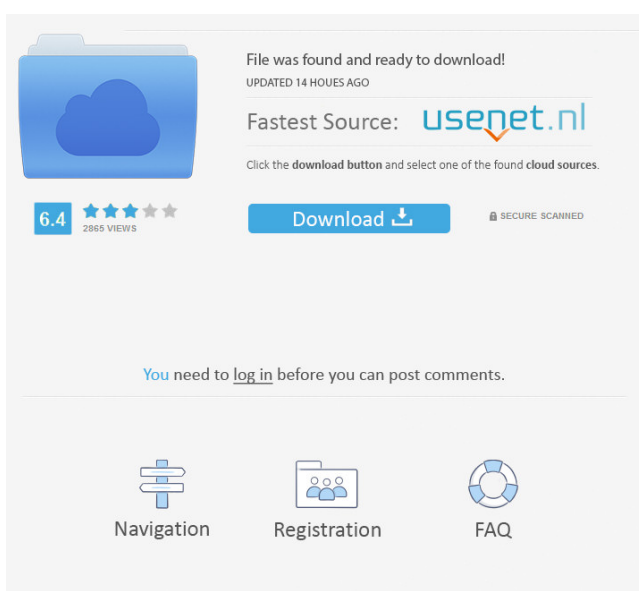 File was found and ready to download!
UPDATED 14 HOUES AGO
Fastest Source: usenet.nl
Click the download button and select one of the found cloud sources.
6.4
2865 VIEWS
Download
SECURE SCANNED
You need to log in before you can post comments.
Navigation
Registration
FAQ